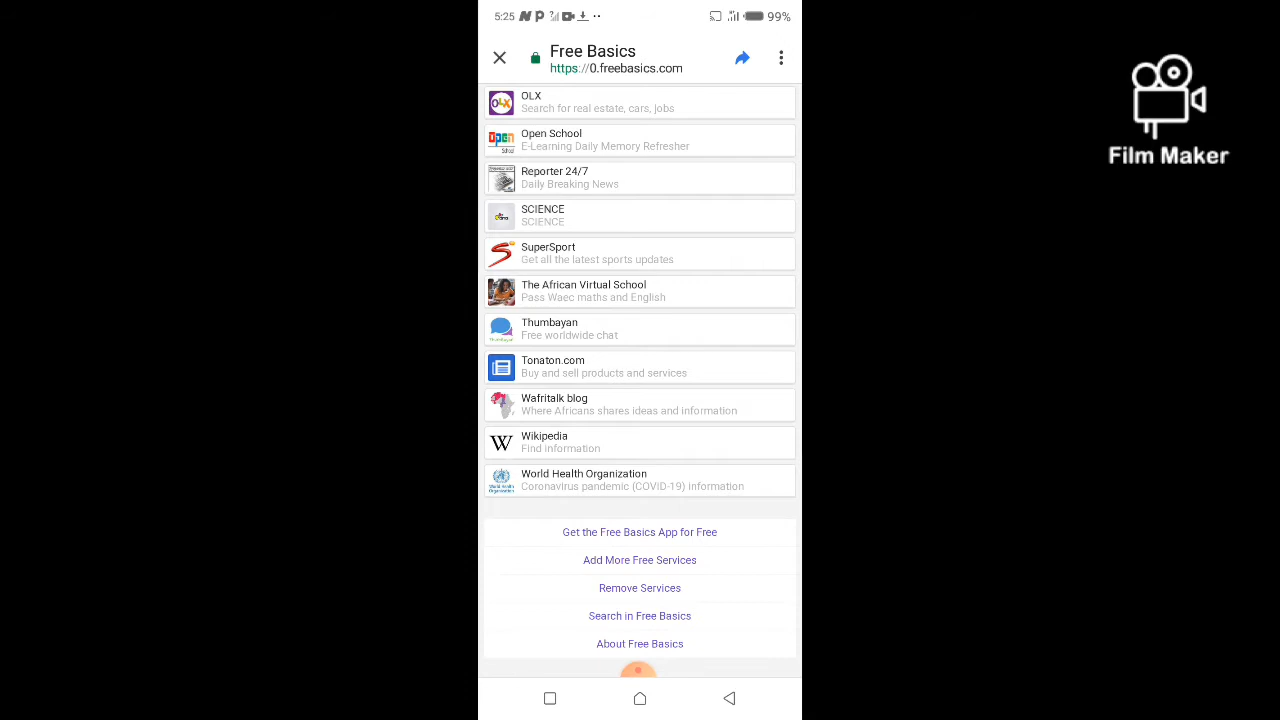 5:25
99%
Free Basics
https://0.freebasics.com
Film Maker
OLX
Search for real estate, cars, jobs
Open School
E-Learning Daily Memory Refresher
Reporter 24/7
Daily Breaking News
SCIENCE
SCIENCE
SuperSport
Get all the latest sports updates
The African Virtual School
Pass Waec maths and English
Thumbayan
Free worldwide chat
Tonaton.com
Buy and sell products and services
Wafritalk blog
Where Africans shares ideas and information
W
Wikipedia
Find information
World Health Organization
Coronavirus pandemic (COVID-19) information
Get the Free Basics App for Free
Add More Free Services
Remove Services
Search in Free Basics
About Free Basics